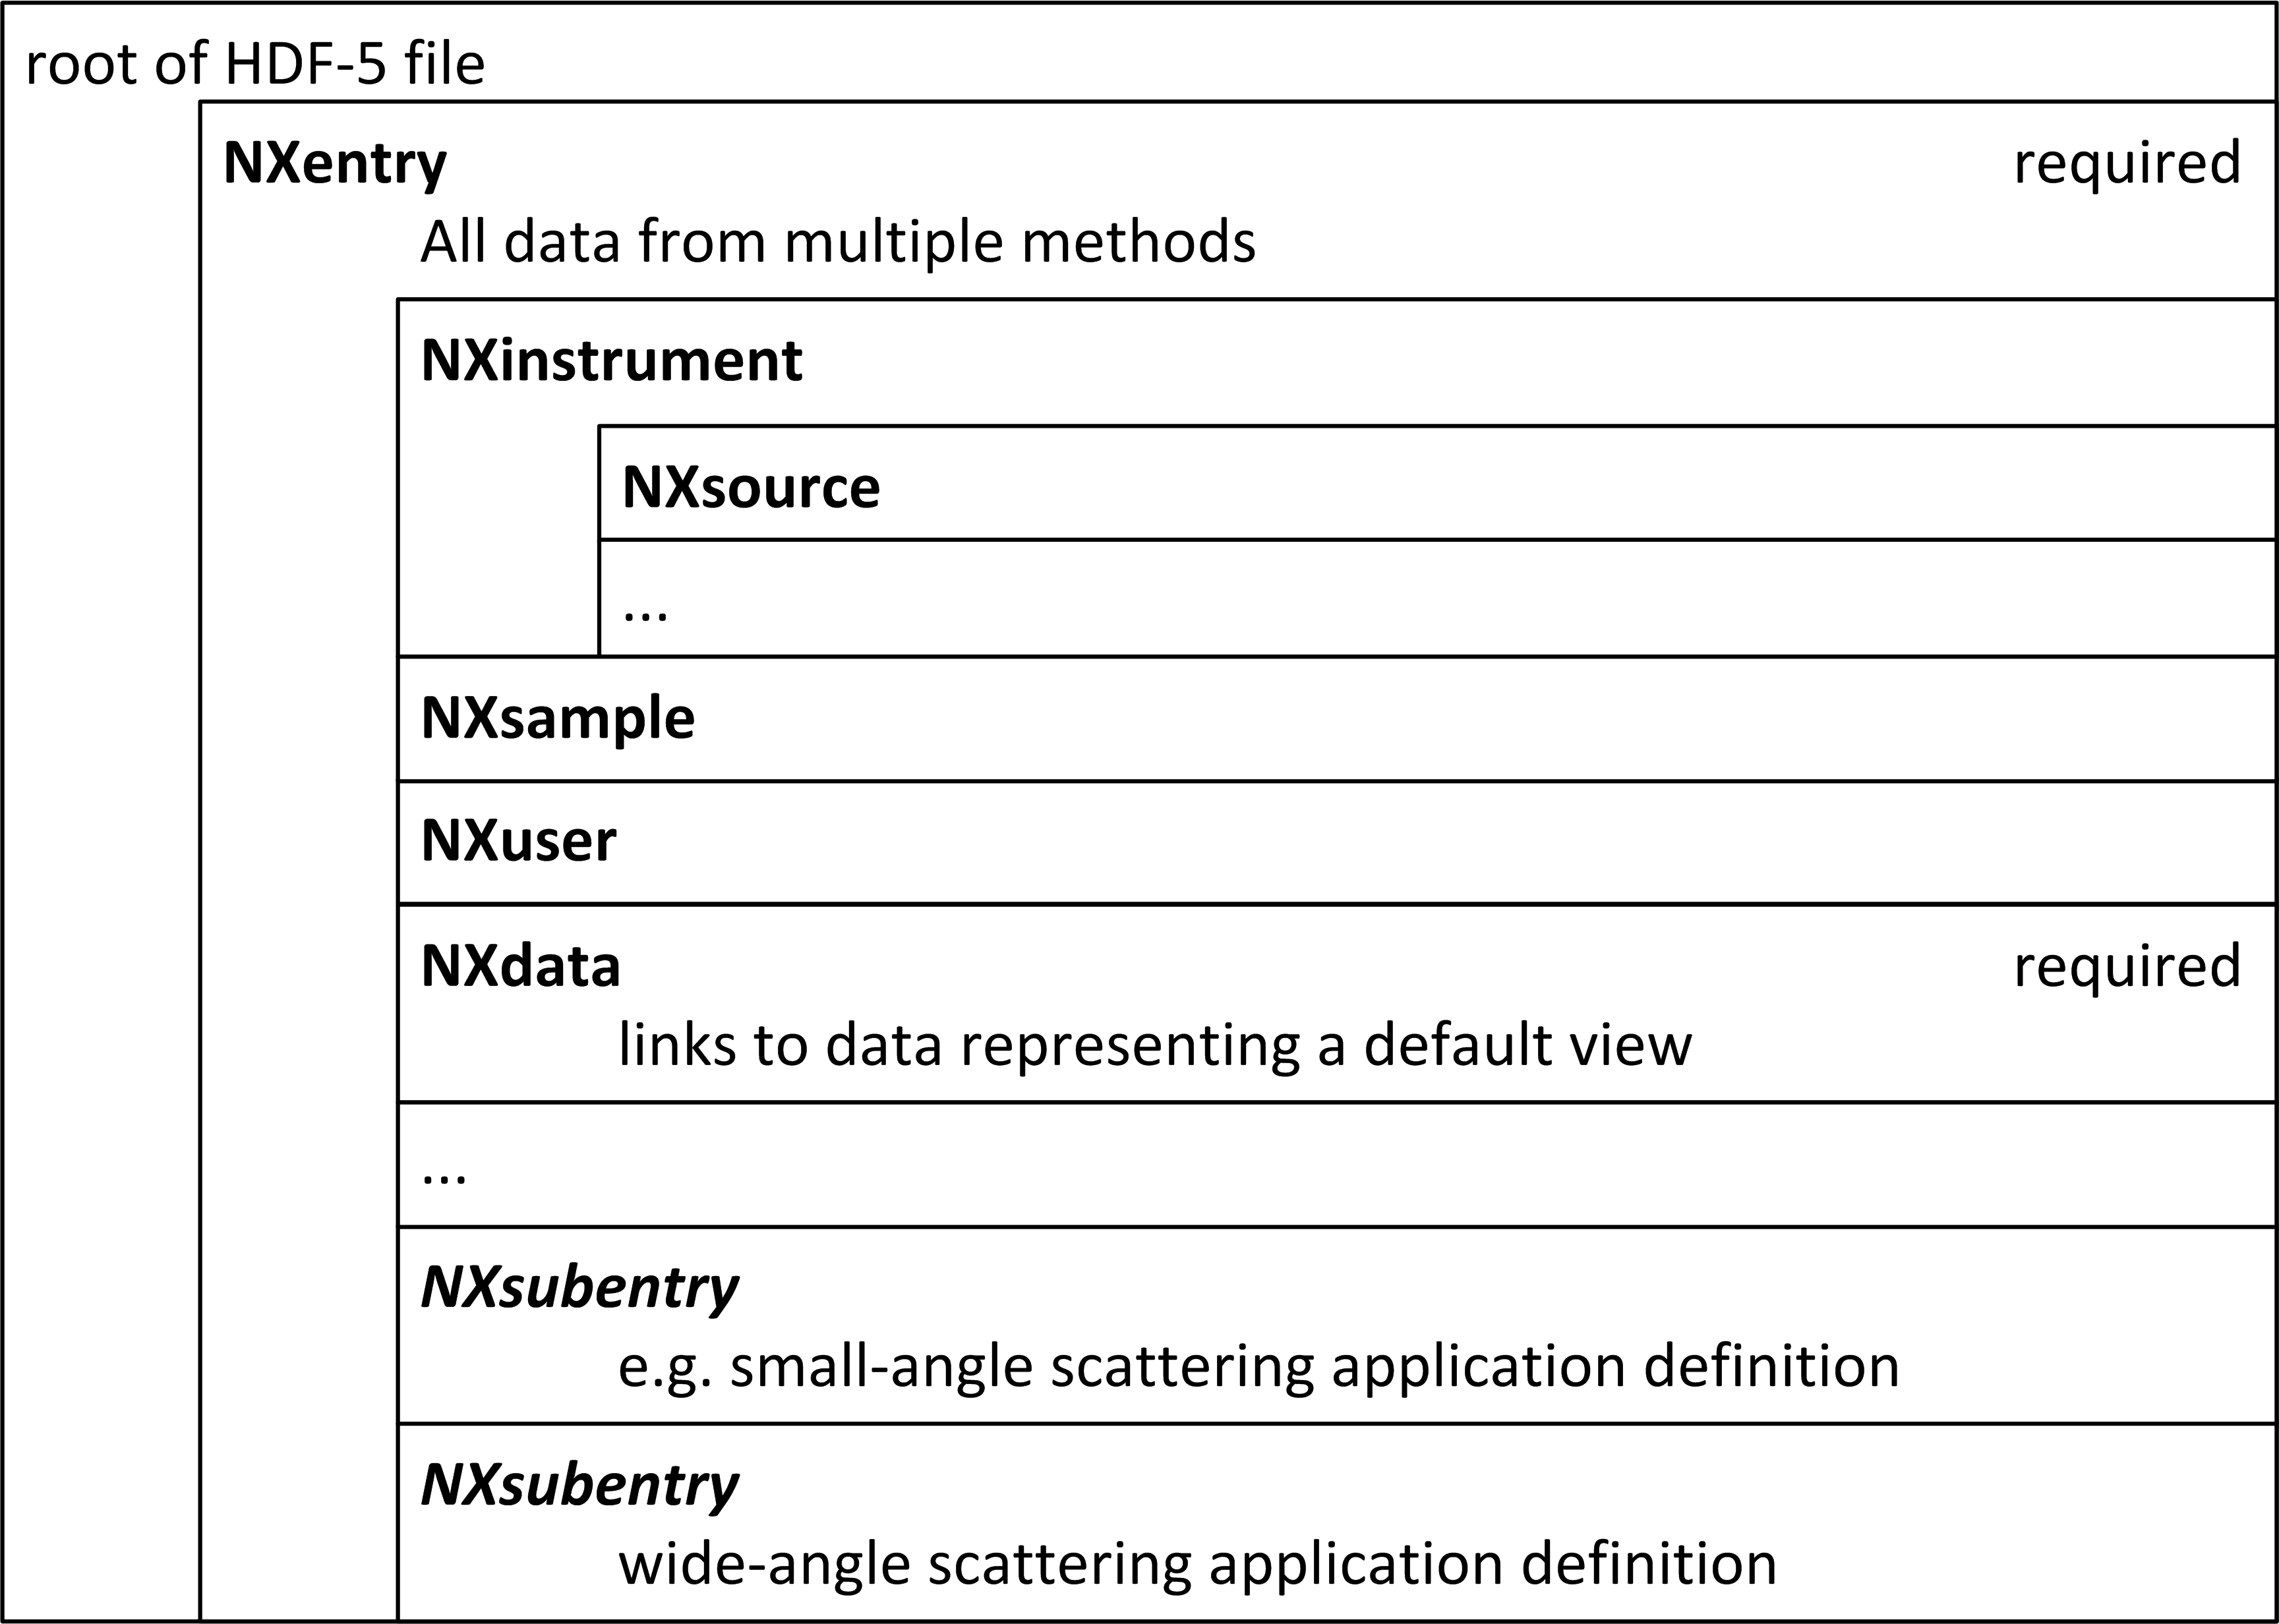 root of HDF-5 file
NXentry required
All data from multiple methods
NXinstrument
NXsource
...
NXsample
NXuser
NXdata required
links to data representing a default view
...
NXsubentry
e.g. small-angle scattering application definition
NXsubentry
wide-angle scattering application definition